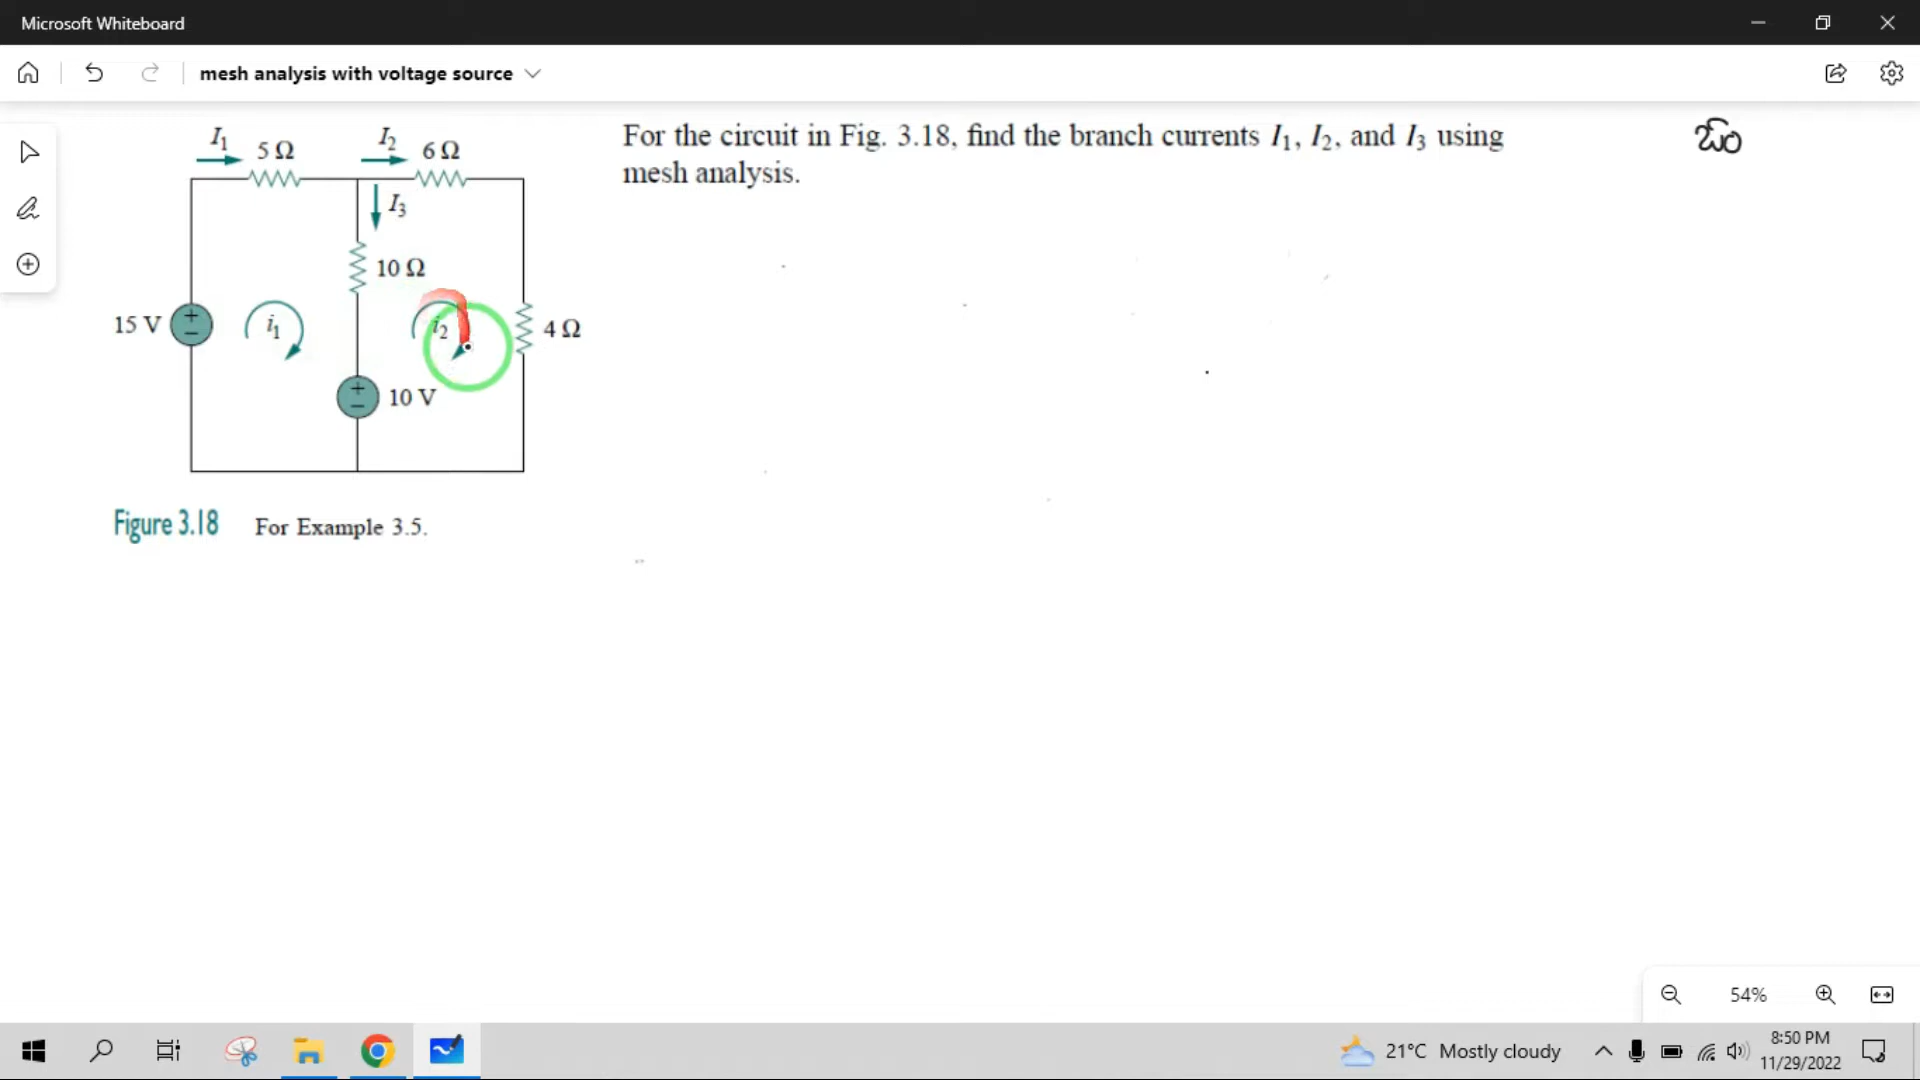 Microsoft Whiteboard
mesh analysis with voltage source
I₁ 5 Ω I₂ 6 Ω
I₃
10 Ω
15 V i₁ i₂ 4 Ω
10 V
Figure 3.18 For Example 3.5.
For the circuit in Fig. 3.18, find the branch currents I₁, I₂, and I₃ using
mesh analysis.
54%
21°C Mostly cloudy
8:50 PM
11/29/2022